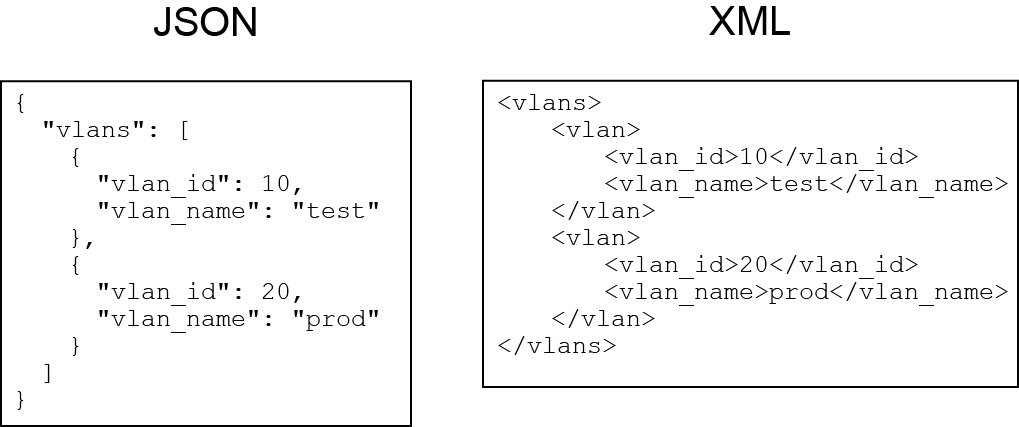 JSON
{
  "vlans": [
    {
      "vlan_id": 10,
      "vlan_name": "test"
    },
    {
      "vlan_id": 20,
      "vlan_name": "prod"
    }
  ]
}
XML
<vlans>
    <vlan>
        <vlan_id>10</vlan_id>
        <vlan_name>test</vlan_name>
    </vlan>
    <vlan>
        <vlan_id>20</vlan_id>
        <vlan_name>prod</vlan_name>
    </vlan>
</vlans>